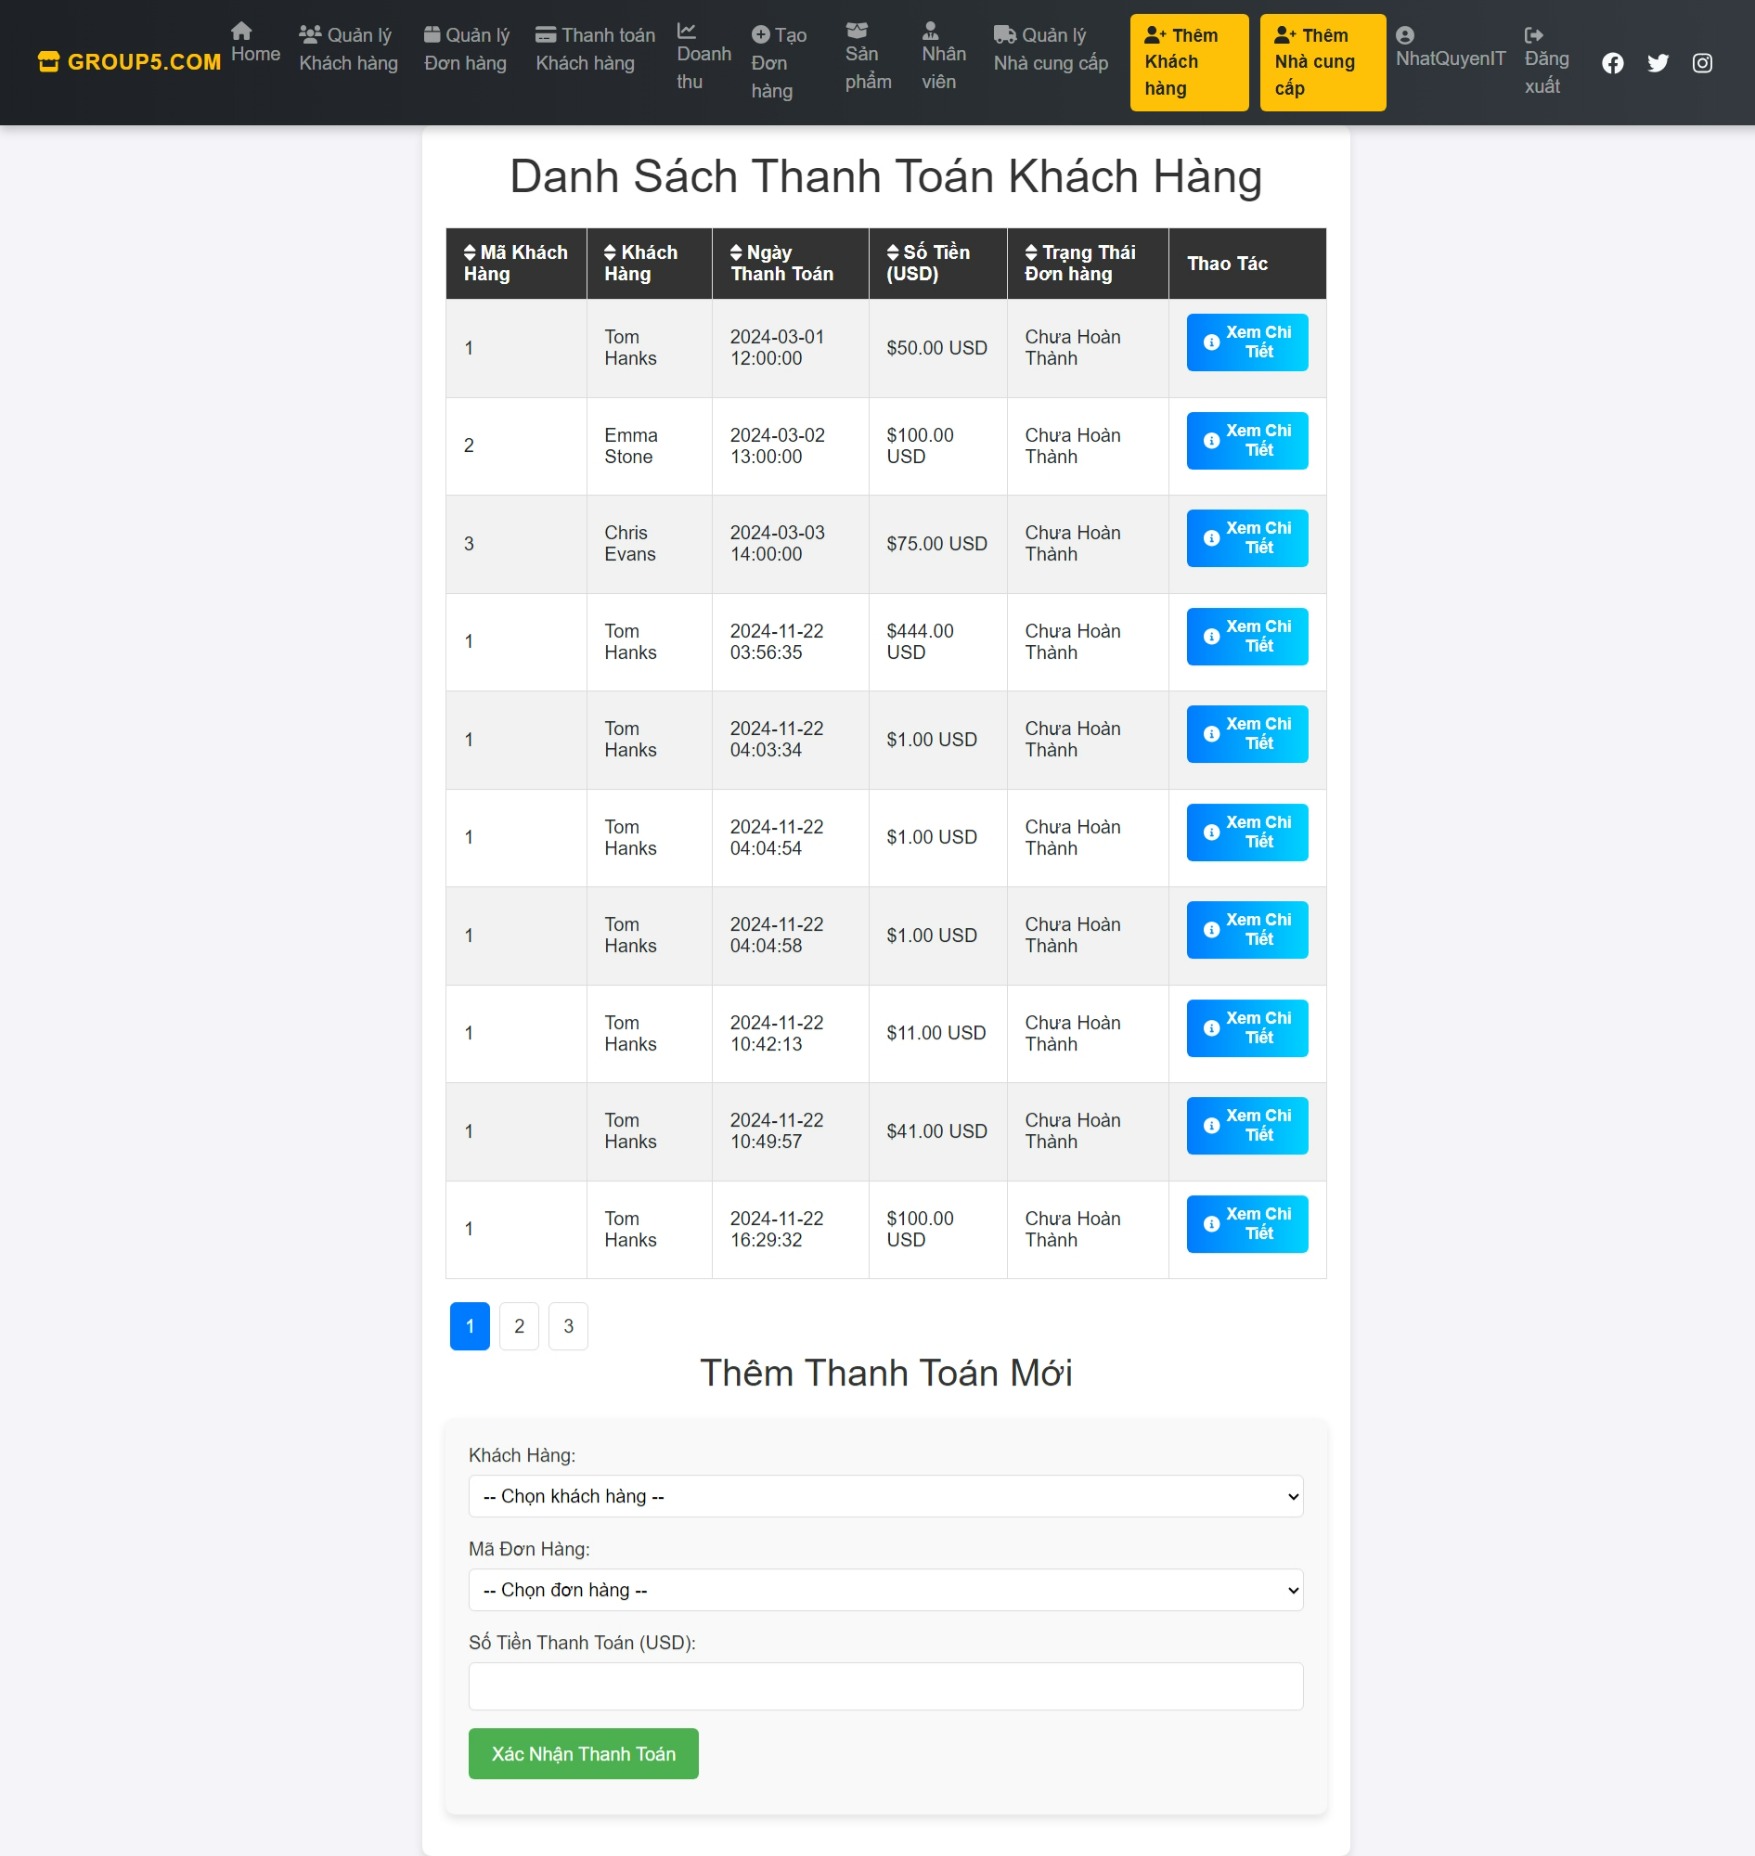 GROUP5.COM
Home
Quản lý
Khách hàng
Quản lý
Đơn hàng
Thanh toán
Khách hàng
Doanh
thu
Tạo
Đơn
hàng
Sản
phẩm
Nhân
viên
Quản lý
Nhà cung cấp
Thêm
Khách
hàng
Thêm
Nhà cung
cấp
NhatQuyenIT
Đăng
xuất
Danh Sách Thanh Toán Khách Hàng
Mã Khách
Hàng
Khách
Hàng
Ngày
Thanh Toán
Số Tiền
(USD)
Trạng Thái
Đơn hàng
Thao Tác
1
Tom
Hanks
2024-03-01
12:00:00
$50.00 USD
Chưa Hoàn
Thành
Xem Chi
Tiết
2
Emma
Stone
2024-03-02
13:00:00
$100.00
USD
Chưa Hoàn
Thành
Xem Chi
Tiết
3
Chris
Evans
2024-03-03
14:00:00
$75.00 USD
Chưa Hoàn
Thành
Xem Chi
Tiết
1
Tom
Hanks
2024-11-22
03:56:35
$444.00
USD
Chưa Hoàn
Thành
Xem Chi
Tiết
1
Tom
Hanks
2024-11-22
04:03:34
$1.00 USD
Chưa Hoàn
Thành
Xem Chi
Tiết
1
Tom
Hanks
2024-11-22
04:04:54
$1.00 USD
Chưa Hoàn
Thành
Xem Chi
Tiết
1
Tom
Hanks
2024-11-22
04:04:58
$1.00 USD
Chưa Hoàn
Thành
Xem Chi
Tiết
1
Tom
Hanks
2024-11-22
10:42:13
$11.00 USD
Chưa Hoàn
Thành
Xem Chi
Tiết
1
Tom
Hanks
2024-11-22
10:49:57
$41.00 USD
Chưa Hoàn
Thành
Xem Chi
Tiết
1
Tom
Hanks
2024-11-22
16:29:32
$100.00
USD
Chưa Hoàn
Thành
Xem Chi
Tiết
1 2 3
Thêm Thanh Toán Mới
Khách Hàng:
-- Chọn khách hàng --
Mã Đơn Hàng:
-- Chọn đơn hàng --
Số Tiền Thanh Toán (USD):
Xác Nhận Thanh Toán